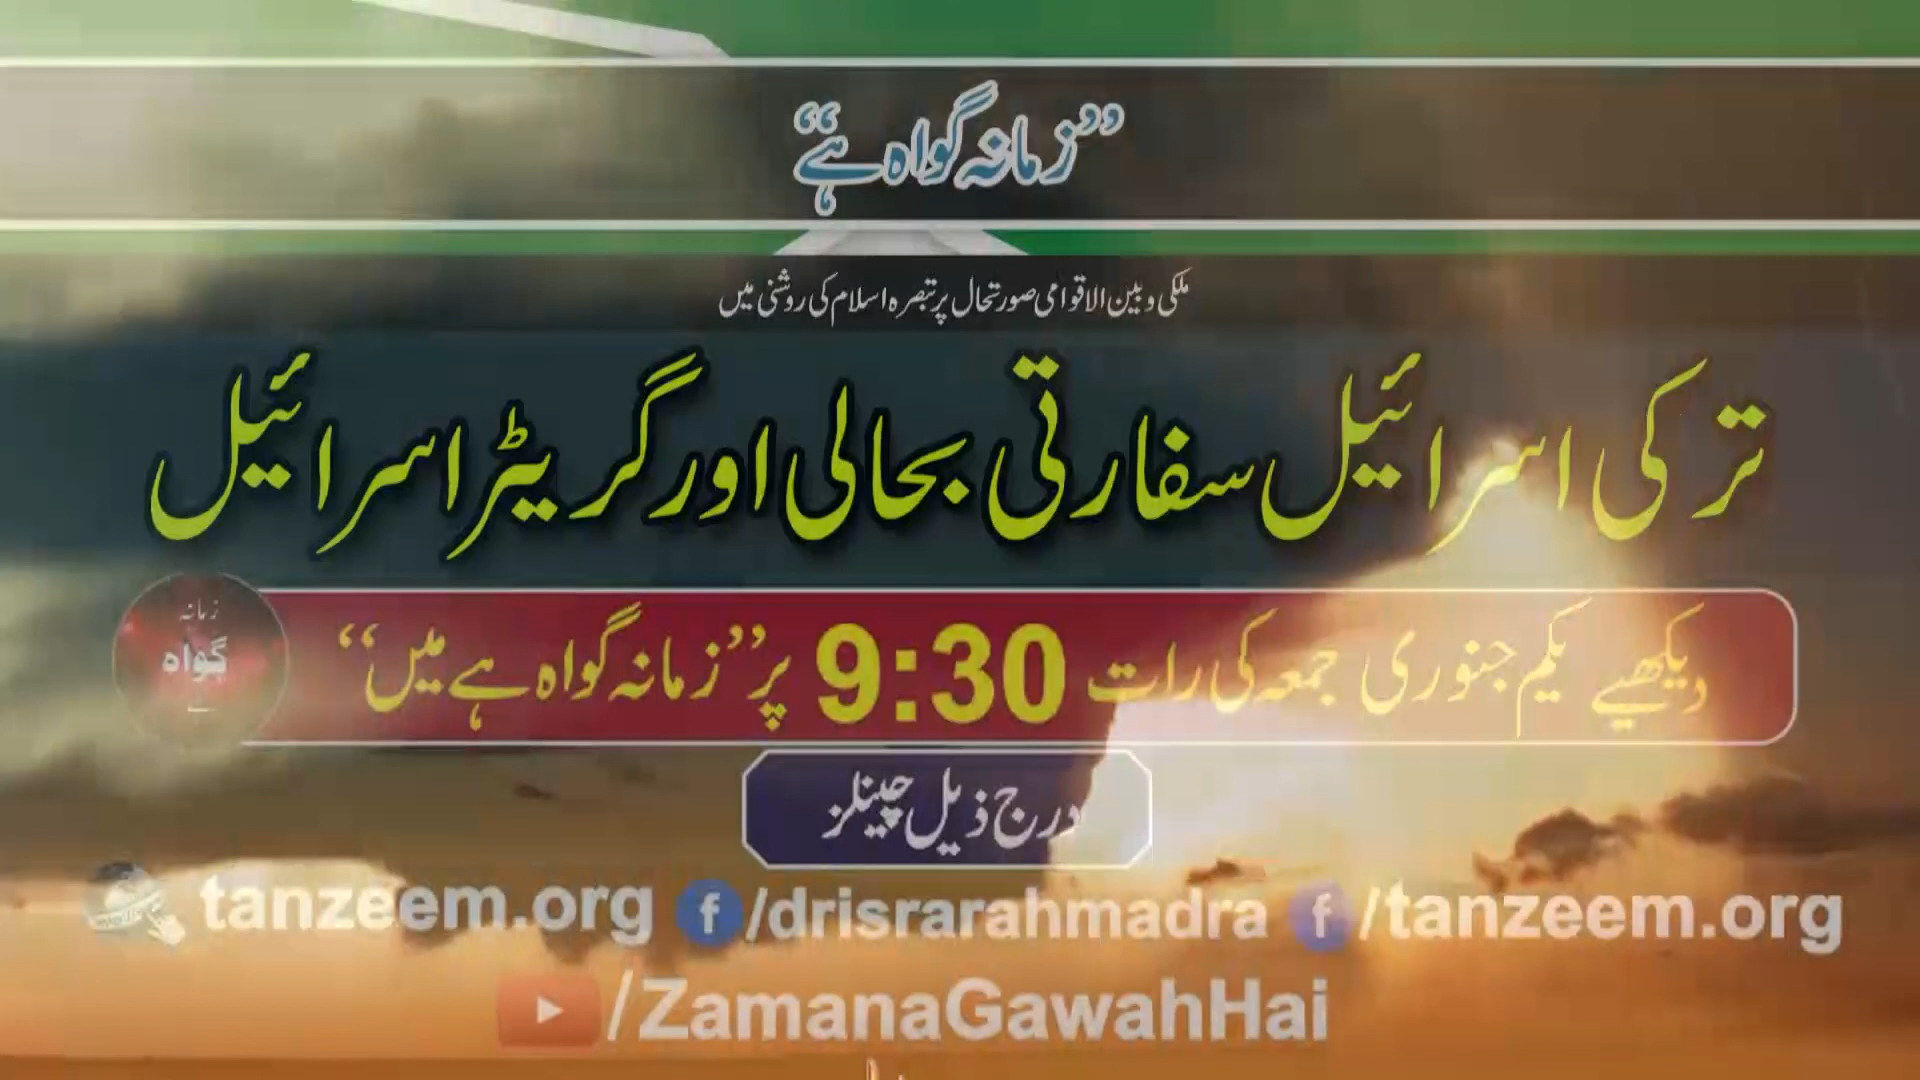 ”زمانہ گواہ ہے“
ملکی و بین الاقوامی صورتحال پر تبصرہ اسلام کی روشنی میں
ترکی اسرائیل سفارتی بحالی اور گریٹر اسرائیل
دیکھیے یکم جنوری جمعہ کی رات 9:30 پر ”زمانہ گواہ ہے میں“
زمانہ
گواہ
ہے
درج ذیل چینلز
tanzeem.org /drisrarahmadra /tanzeem.org
/ZamanaGawahHai